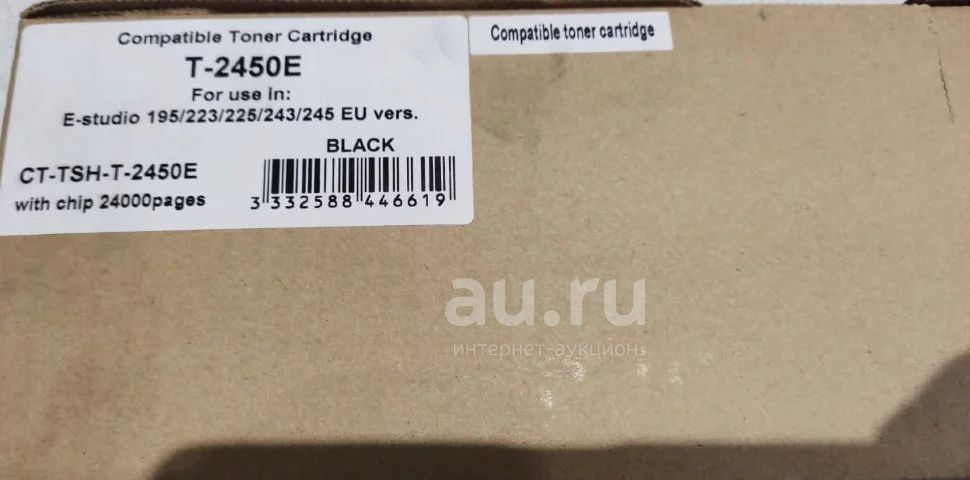 Compatible Toner Cartridge
T-2450E
For use in:
E-studio 195/223/225/243/245 EU vers.
BLACK
CT-TSH-T-2450E
with chip 24000pages
3 332588 446619
Compatible toner cartridge
au.ru
интернет-аукцион